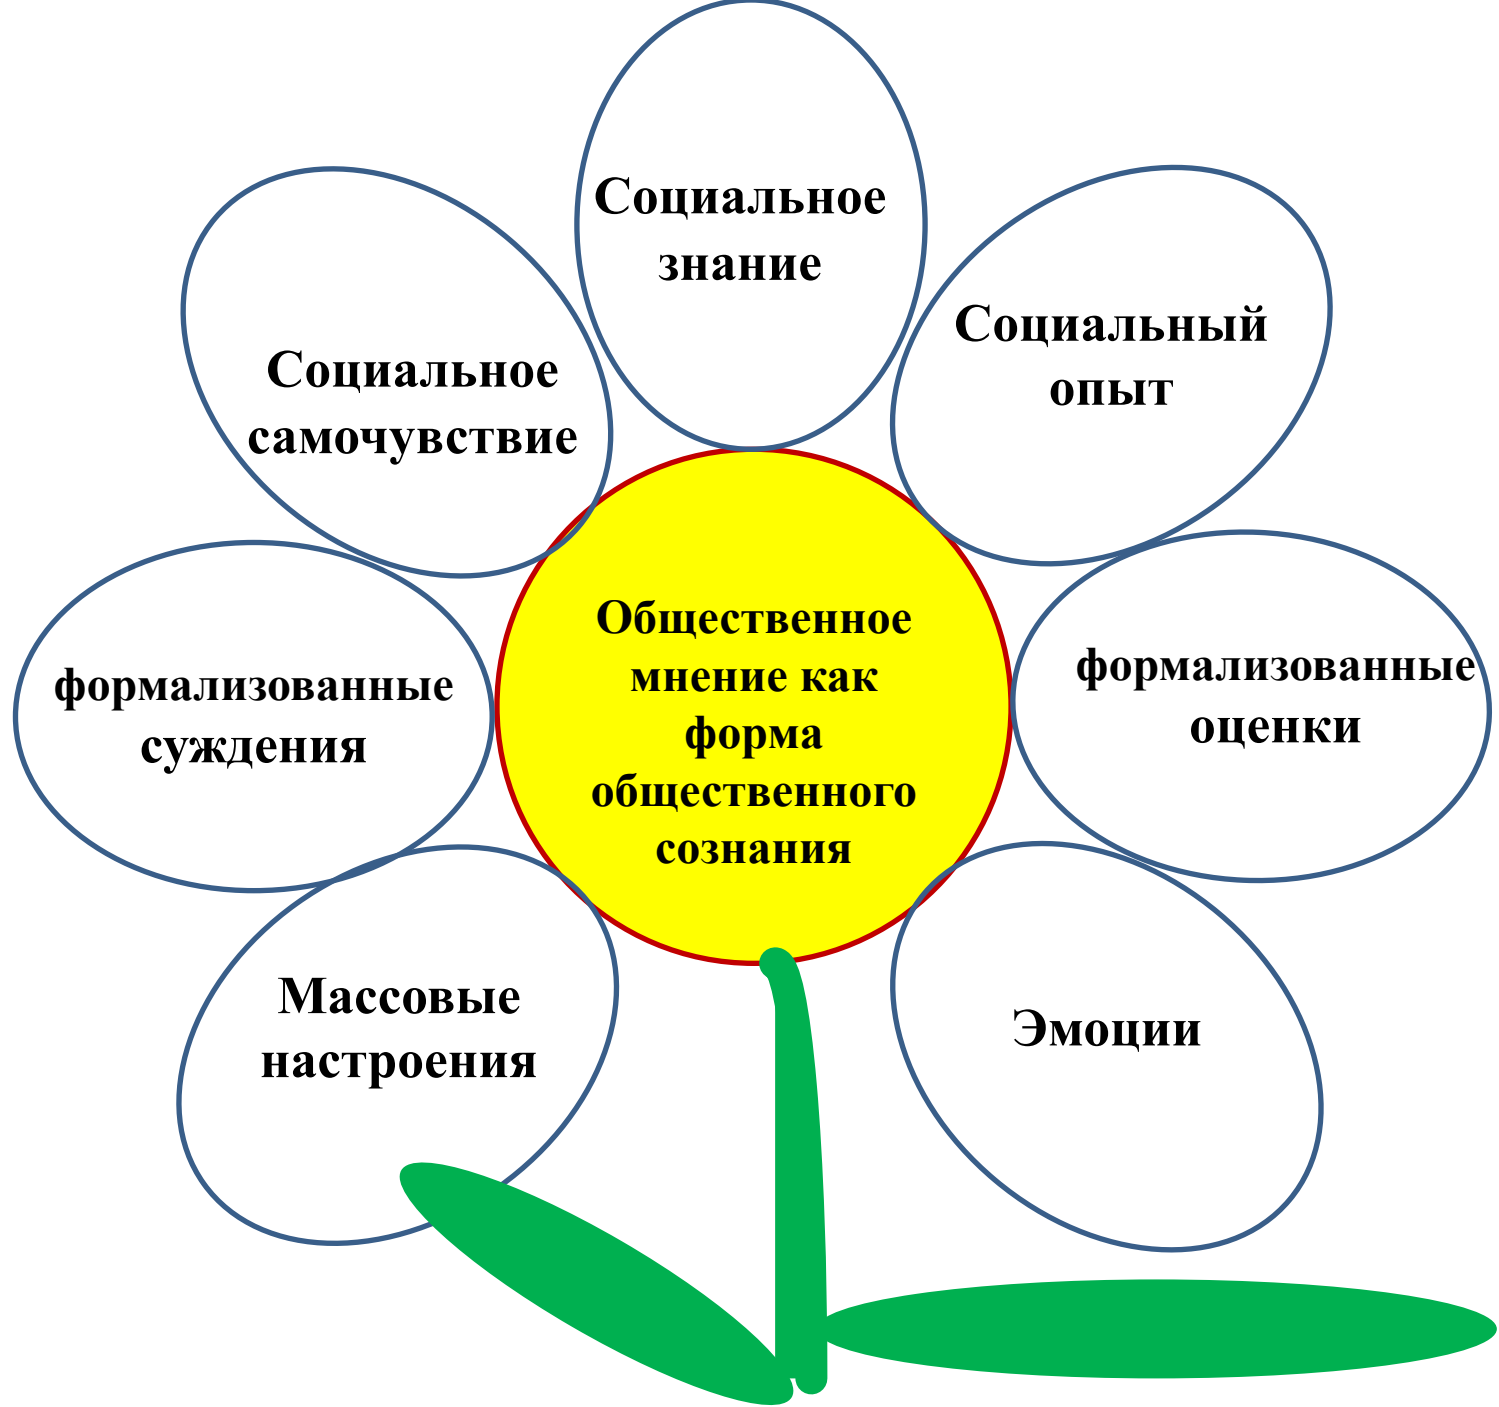 Социальное
знание
Социальный
опыт
Социальное
самочувствие
формализованные
суждения
Общественное
мнение как
форма
общественного
сознания
формализованные
оценки
Массовые
настроения
Эмоции